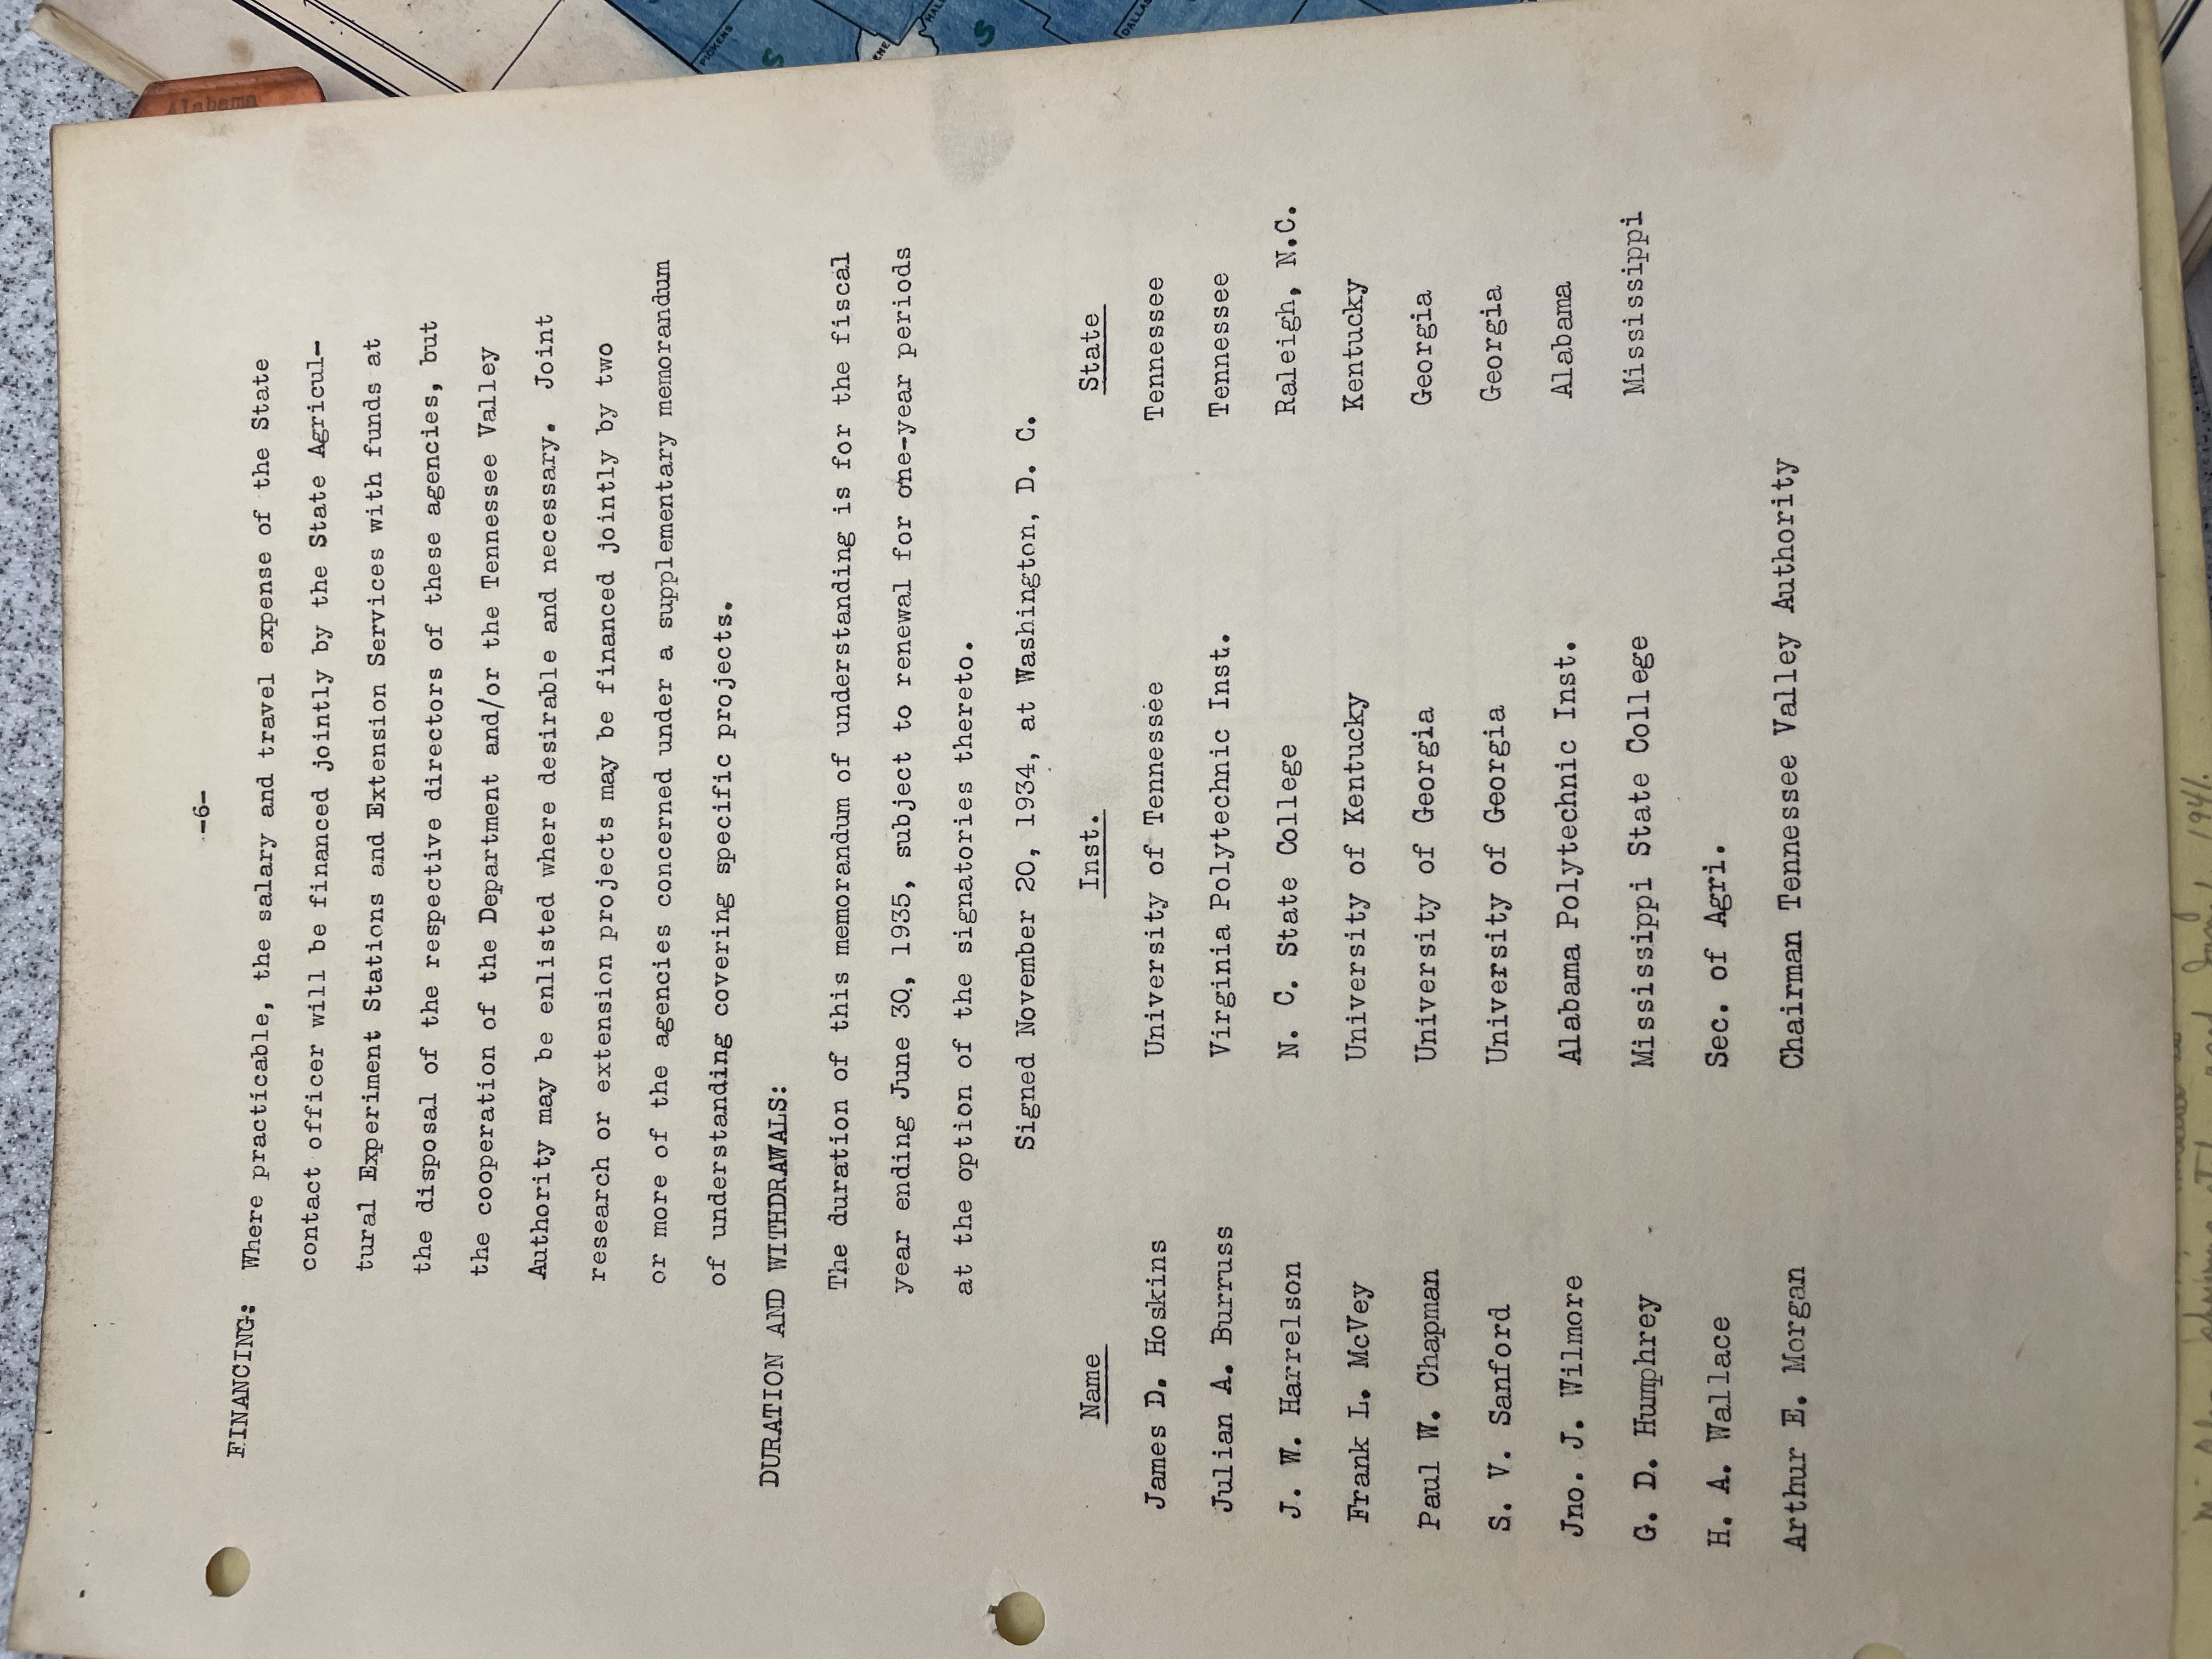 -6-
FINANCING: Where practicable, the salary and travel expense of the State
contact officer will be financed jointly by the State Agricul-
tural Experiment Stations and Extension Services with funds at
the disposal of the respective directors of these agencies, but
the cooperation of the Department and/or the Tennessee Valley
Authority may be enlisted where desirable and necessary. Joint
research or extension projects may be financed jointly by two
or more of the agencies concerned under a supplementary memorandum
of understanding covering specific projects.
DURATION AND WITHDRAWALS:
The duration of this memorandum of understanding is for the fiscal
year ending June 30, 1935, subject to renewal for one-year periods
at the option of the signatories thereto.
Signed November 20, 1934, at Washington, D. C.
Name Inst. State
James D. Hoskins University of Tennessee Tennessee
Julian A. Burruss Virginia Polytechnic Inst. Tennessee
J. W. Harrelson N. C. State College Raleigh, N.C.
Frank L. McVey University of Kentucky Kentucky
Paul W. Chapman University of Georgia Georgia
S. V. Sanford University of Georgia Georgia
Jno. J. Wilmore Alabama Polytechnic Inst. Alabama
G. D. Humphrey Mississippi State College Mississippi
H. A. Wallace Sec. of Agri.
Arthur E. Morgan Chairman Tennessee Valley Authority
Alabama
PICKENS
S
S
1941.